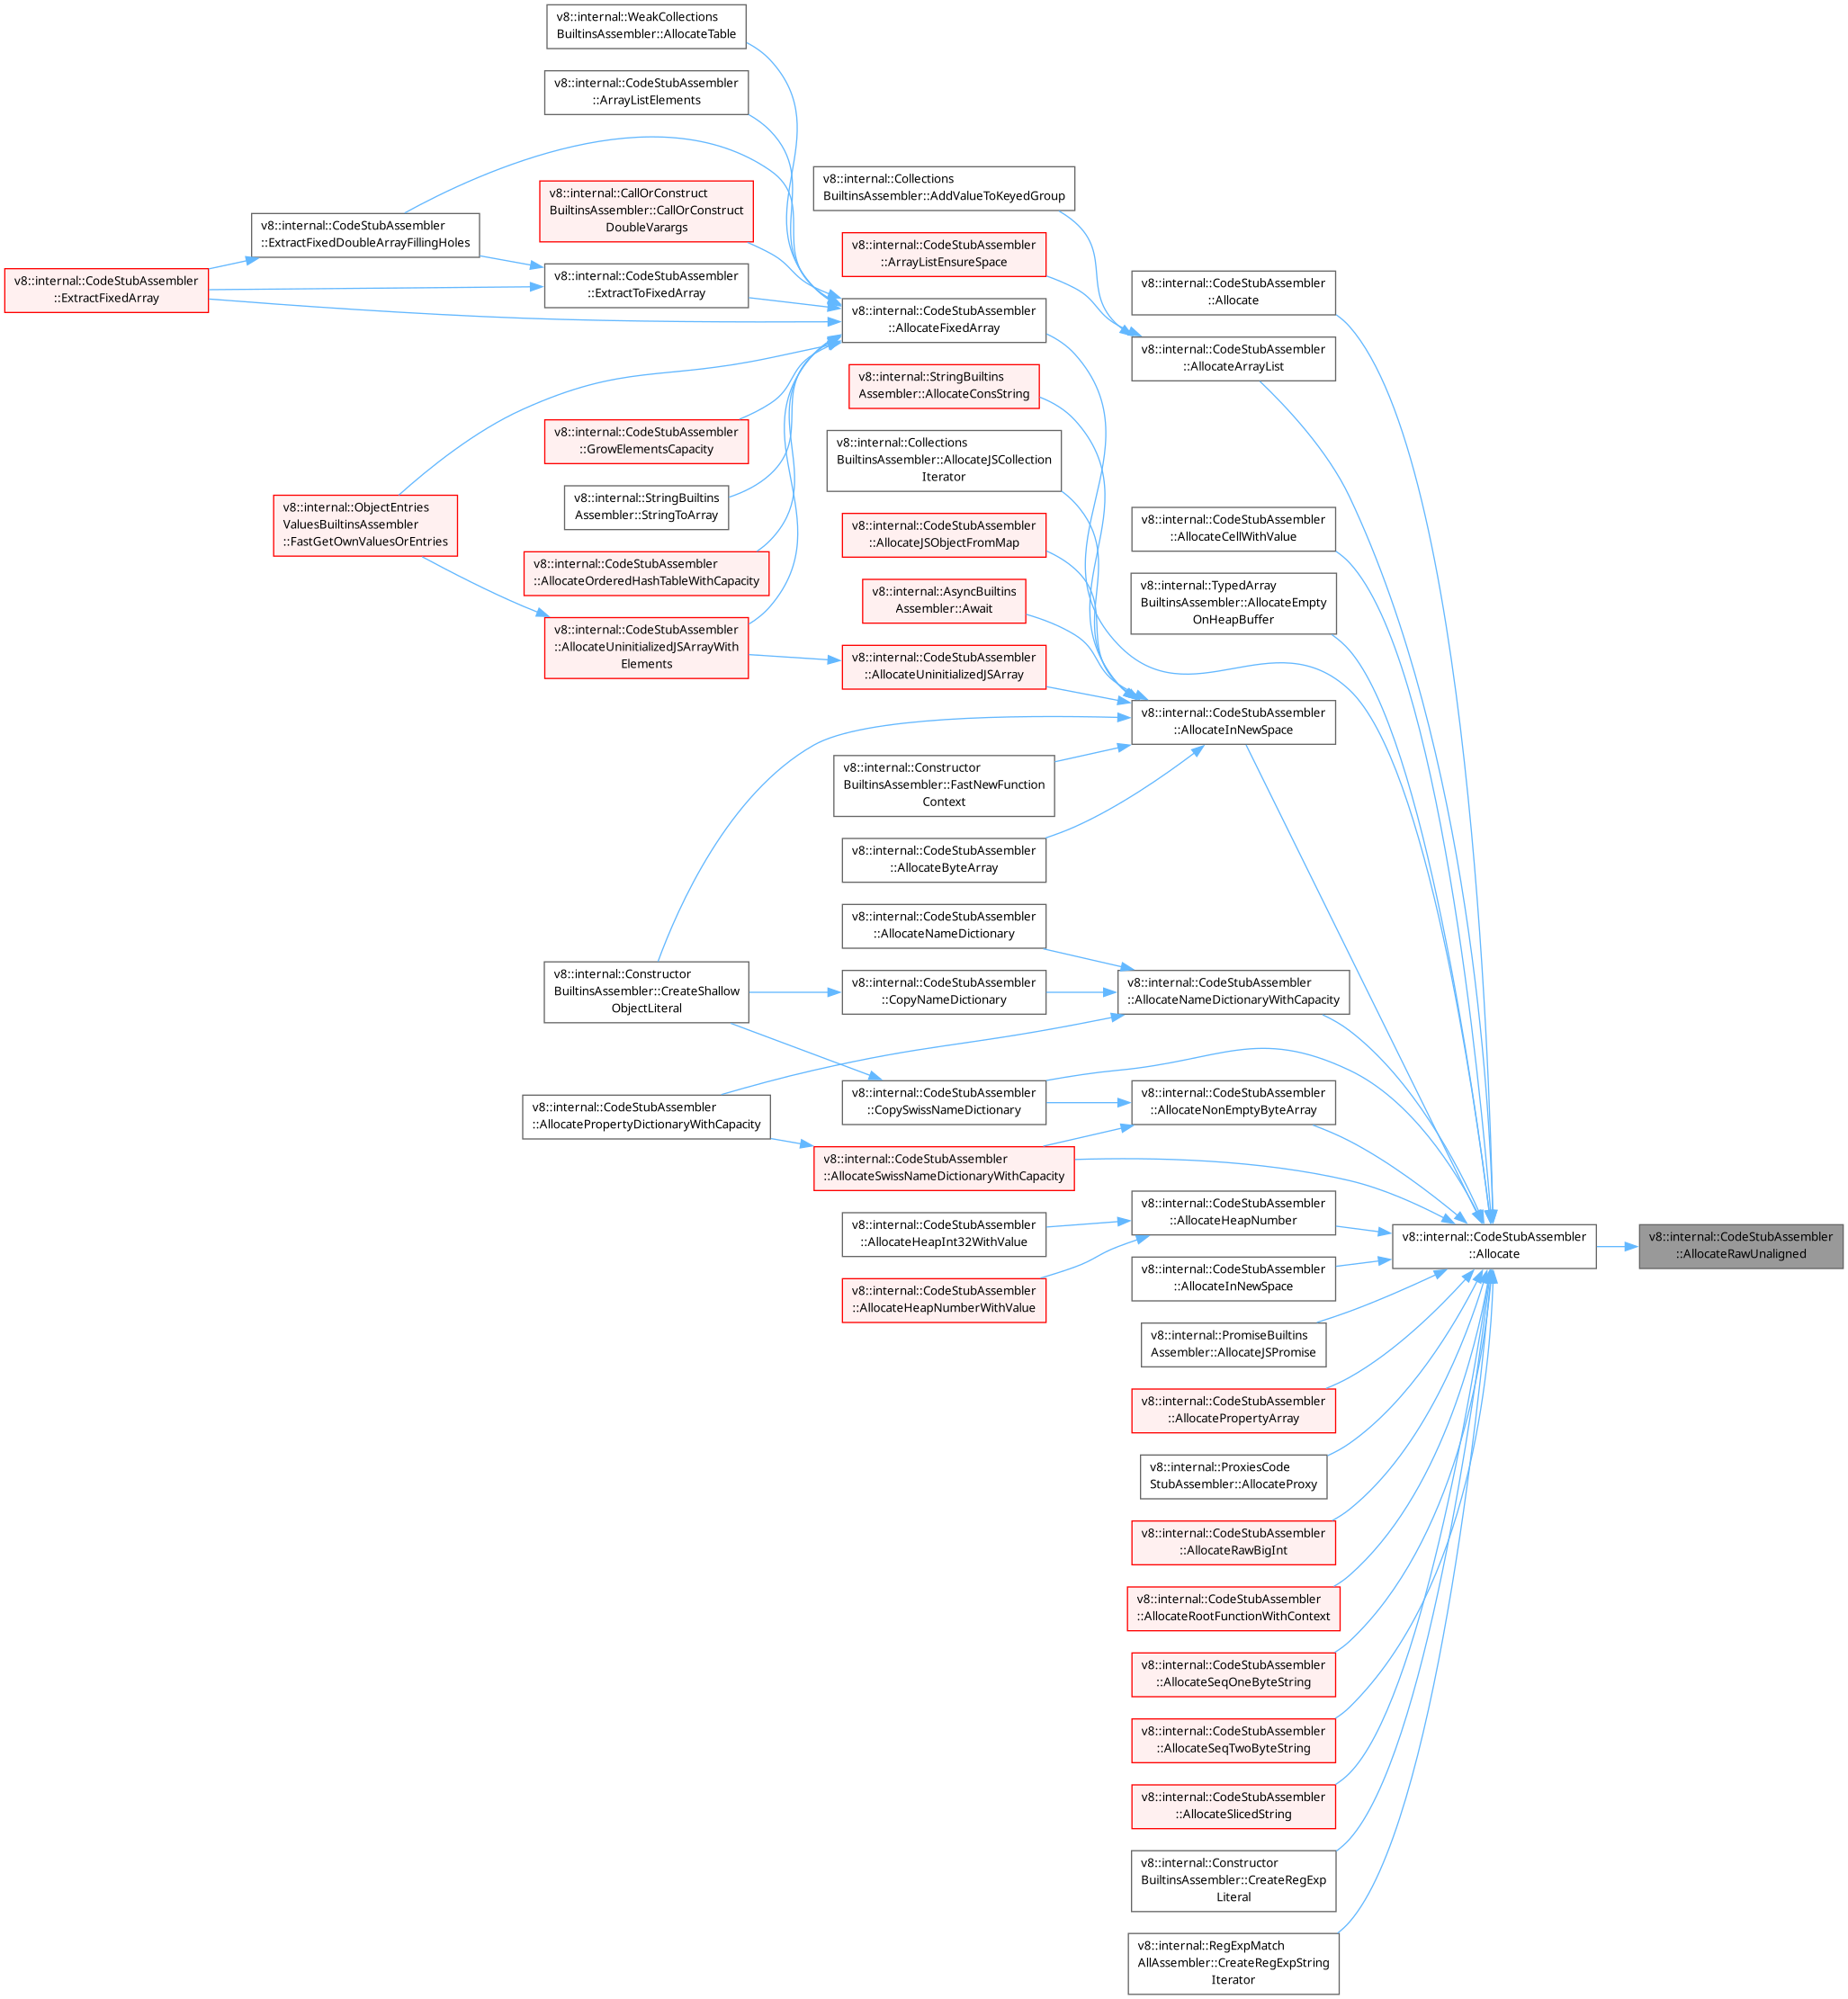 v8::internal::WeakCollections
BuiltinsAssembler::AllocateTable
v8::internal::CodeStubAssembler
::ArrayListElements
v8::internal::Collections
BuiltinsAssembler::AddValueToKeyedGroup
v8::internal::CallOrConstruct
BuiltinsAssembler::CallOrConstruct
DoubleVarargs
v8::internal::CodeStubAssembler
::ExtractFixedDoubleArrayFillingHoles
v8::internal::CodeStubAssembler
::ArrayListEnsureSpace
v8::internal::CodeStubAssembler
::ExtractFixedArray
v8::internal::CodeStubAssembler
::ExtractToFixedArray
v8::internal::CodeStubAssembler
::Allocate
v8::internal::CodeStubAssembler
::AllocateFixedArray
v8::internal::CodeStubAssembler
::AllocateArrayList
v8::internal::StringBuiltins
Assembler::AllocateConsString
v8::internal::CodeStubAssembler
::GrowElementsCapacity
v8::internal::Collections
BuiltinsAssembler::AllocateJSCollection
Iterator
v8::internal::StringBuiltins
Assembler::StringToArray
v8::internal::ObjectEntries
ValuesBuiltinsAssembler
::FastGetOwnValuesOrEntries
v8::internal::CodeStubAssembler
::AllocateJSObjectFromMap
v8::internal::CodeStubAssembler
::AllocateCellWithValue
v8::internal::CodeStubAssembler
::AllocateOrderedHashTableWithCapacity
v8::internal::AsyncBuiltins
Assembler::Await
v8::internal::TypedArray
BuiltinsAssembler::AllocateEmpty
OnHeapBuffer
v8::internal::CodeStubAssembler
::AllocateUninitializedJSArrayWith
Elements
v8::internal::CodeStubAssembler
::AllocateUninitializedJSArray
v8::internal::CodeStubAssembler
::AllocateInNewSpace
v8::internal::Constructor
BuiltinsAssembler::FastNewFunction
Context
v8::internal::CodeStubAssembler
::AllocateByteArray
v8::internal::CodeStubAssembler
::AllocateNameDictionary
v8::internal::Constructor
BuiltinsAssembler::CreateShallow
ObjectLiteral
v8::internal::CodeStubAssembler
::CopyNameDictionary
v8::internal::CodeStubAssembler
::AllocateNameDictionaryWithCapacity
v8::internal::CodeStubAssembler
::CopySwissNameDictionary
v8::internal::CodeStubAssembler
::AllocateNonEmptyByteArray
v8::internal::CodeStubAssembler
::AllocatePropertyDictionaryWithCapacity
v8::internal::CodeStubAssembler
::AllocateSwissNameDictionaryWithCapacity
v8::internal::CodeStubAssembler
::AllocateHeapNumber
v8::internal::CodeStubAssembler
::AllocateHeapInt32WithValue
v8::internal::CodeStubAssembler
::Allocate
v8::internal::CodeStubAssembler
::AllocateRawUnaligned
v8::internal::CodeStubAssembler
::AllocateInNewSpace
v8::internal::CodeStubAssembler
::AllocateHeapNumberWithValue
v8::internal::PromiseBuiltins
Assembler::AllocateJSPromise
v8::internal::CodeStubAssembler
::AllocatePropertyArray
v8::internal::ProxiesCode
StubAssembler::AllocateProxy
v8::internal::CodeStubAssembler
::AllocateRawBigInt
v8::internal::CodeStubAssembler
::AllocateRootFunctionWithContext
v8::internal::CodeStubAssembler
::AllocateSeqOneByteString
v8::internal::CodeStubAssembler
::AllocateSeqTwoByteString
v8::internal::CodeStubAssembler
::AllocateSlicedString
v8::internal::Constructor
BuiltinsAssembler::CreateRegExp
Literal
v8::internal::RegExpMatch
AllAssembler::CreateRegExpString
Iterator